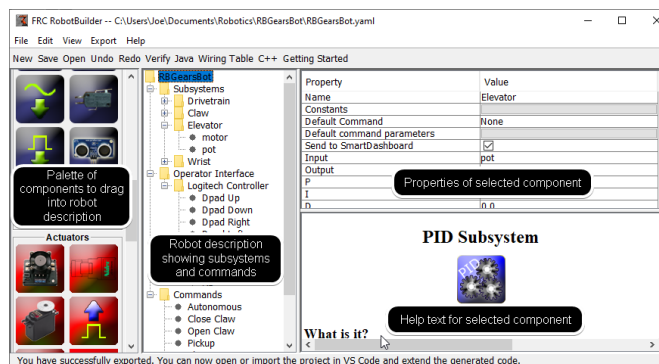 FRC RobotBuilder -- C:\Users\Joe\Documents\Robotics\RBGearsBot\RBGearsBot.yaml
File Edit View Export Help
New Save Open Undo Redo Verify Java Wiring Table C++ Getting Started
Palette of
components to drag
into robot
description
Actuators
RBGearsBot
Subsystems
Drivetrain
Claw
Elevator
motor
pot
Wrist
Operator Interface
Logitech Controller
Dpad Up
Dpad Down
Dpad Right
Robot description
showing subsystems
and commands
Commands
Autonomous
Close Claw
Open Claw
Pickup
Property Value
Name Elevator
Constants
Default Command None
Default command parameters
Send to SmartDashboard
Input pot
Output
P
I
D 0.0
Properties of selected component
PID Subsystem
PID
Help text for selected component
What is it?
You have successfully exported. You can now open or import the project in VS Code and extend the generated code.